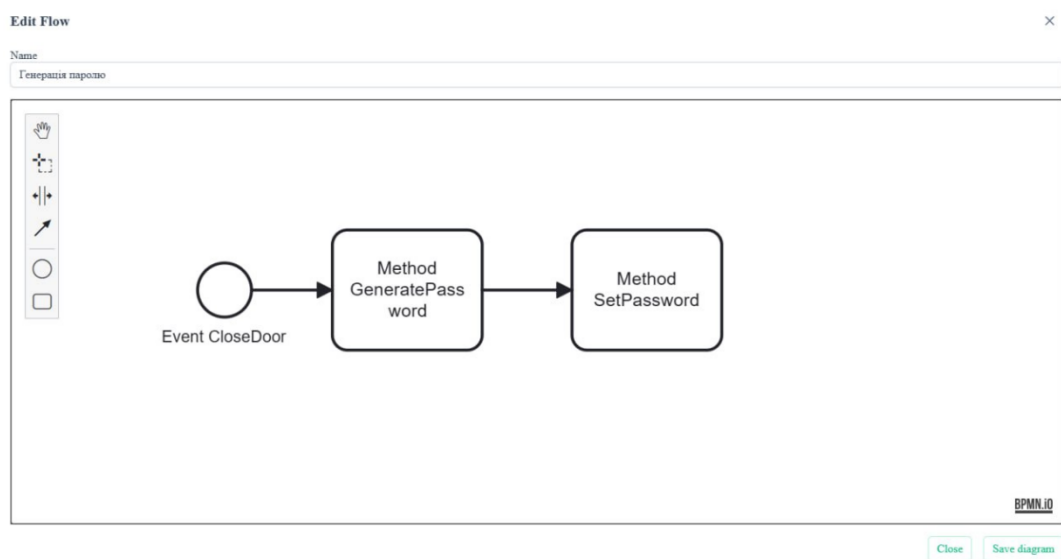 Edit Flow
Name
Генерація паролю
Method
GeneratePass
word
Method
SetPassword
Event CloseDoor
BPMN.iO
Close Save diagram